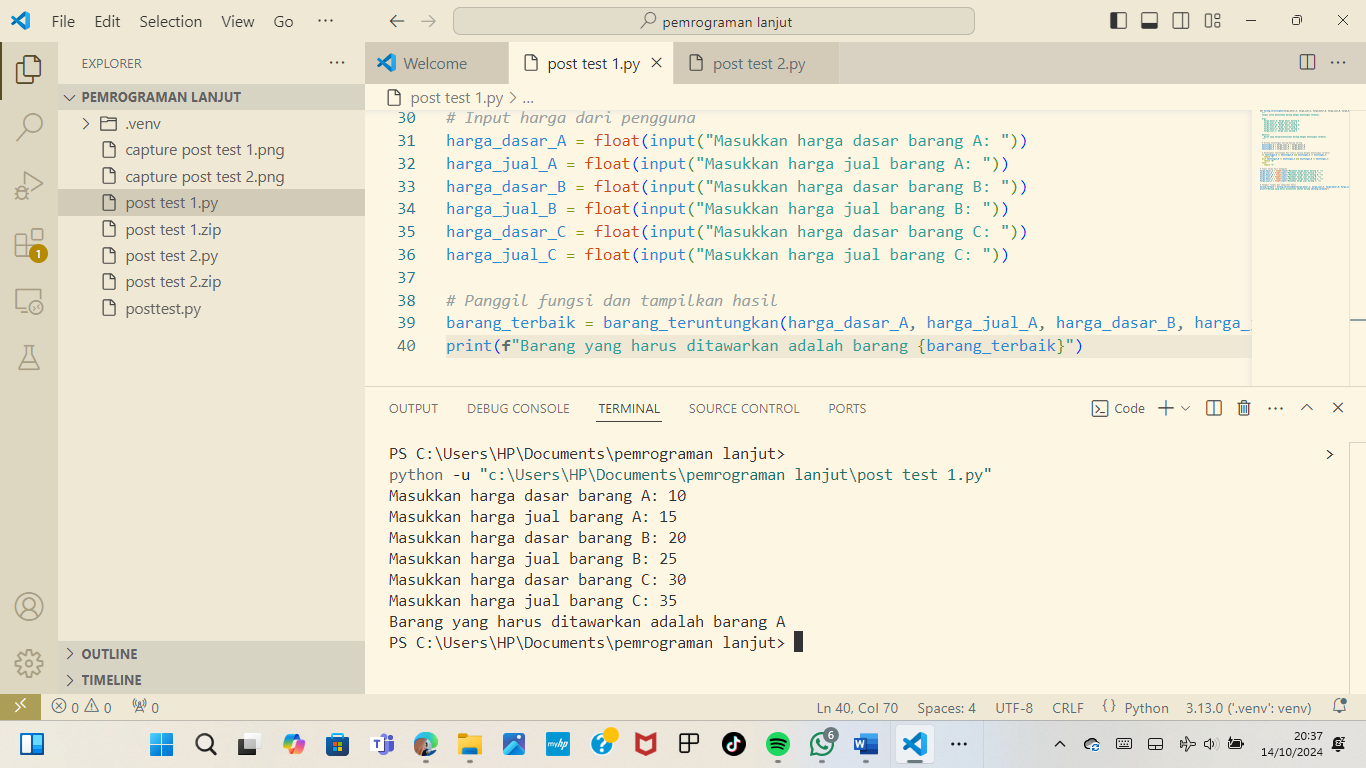 File Edit Selection View Go ···
pemrograman lanjut
EXPLORER
PEMROGRAMAN LANJUT
.venv
capture post test 1.png
capture post test 2.png
post test 1.py
post test 1.zip
post test 2.py
post test 2.zip
posttest.py
OUTLINE
TIMELINE
1
Welcome
post test 1.py
post test 2.py
post test 1.py > ...
30 # Input harga dari pengguna
31 harga_dasar_A = float(input("Masukkan harga dasar barang A: "))
32 harga_jual_A = float(input("Masukkan harga jual barang A: "))
33 harga_dasar_B = float(input("Masukkan harga dasar barang B: "))
34 harga_jual_B = float(input("Masukkan harga jual barang B: "))
35 harga_dasar_C = float(input("Masukkan harga dasar barang C: "))
36 harga_jual_C = float(input("Masukkan harga jual barang C: "))
37
38 # Panggil fungsi dan tampilkan hasil
39 barang_terbaik = barang_teruntungkan(harga_dasar_A, harga_jual_A, harga_dasar_B, harga_
40 print(f"Barang yang harus ditawarkan adalah barang {barang_terbaik}")
OUTPUT DEBUG CONSOLE TERMINAL SOURCE CONTROL PORTS
Code
PS C:\Users\HP\Documents\pemrograman lanjut>
python -u "c:\Users\HP\Documents\pemrograman lanjut\post test 1.py"
Masukkan harga dasar barang A: 10
Masukkan harga jual barang A: 15
Masukkan harga dasar barang B: 20
Masukkan harga jual barang B: 25
Masukkan harga dasar barang C: 30
Masukkan harga jual barang C: 35
Barang yang harus ditawarkan adalah barang A
PS C:\Users\HP\Documents\pemrograman lanjut>
0 0 0
Ln 40, Col 70 Spaces: 4 UTF-8 CRLF {} Python 3.13.0 ('.venv': venv)
myhp
6
20:37
14/10/2024